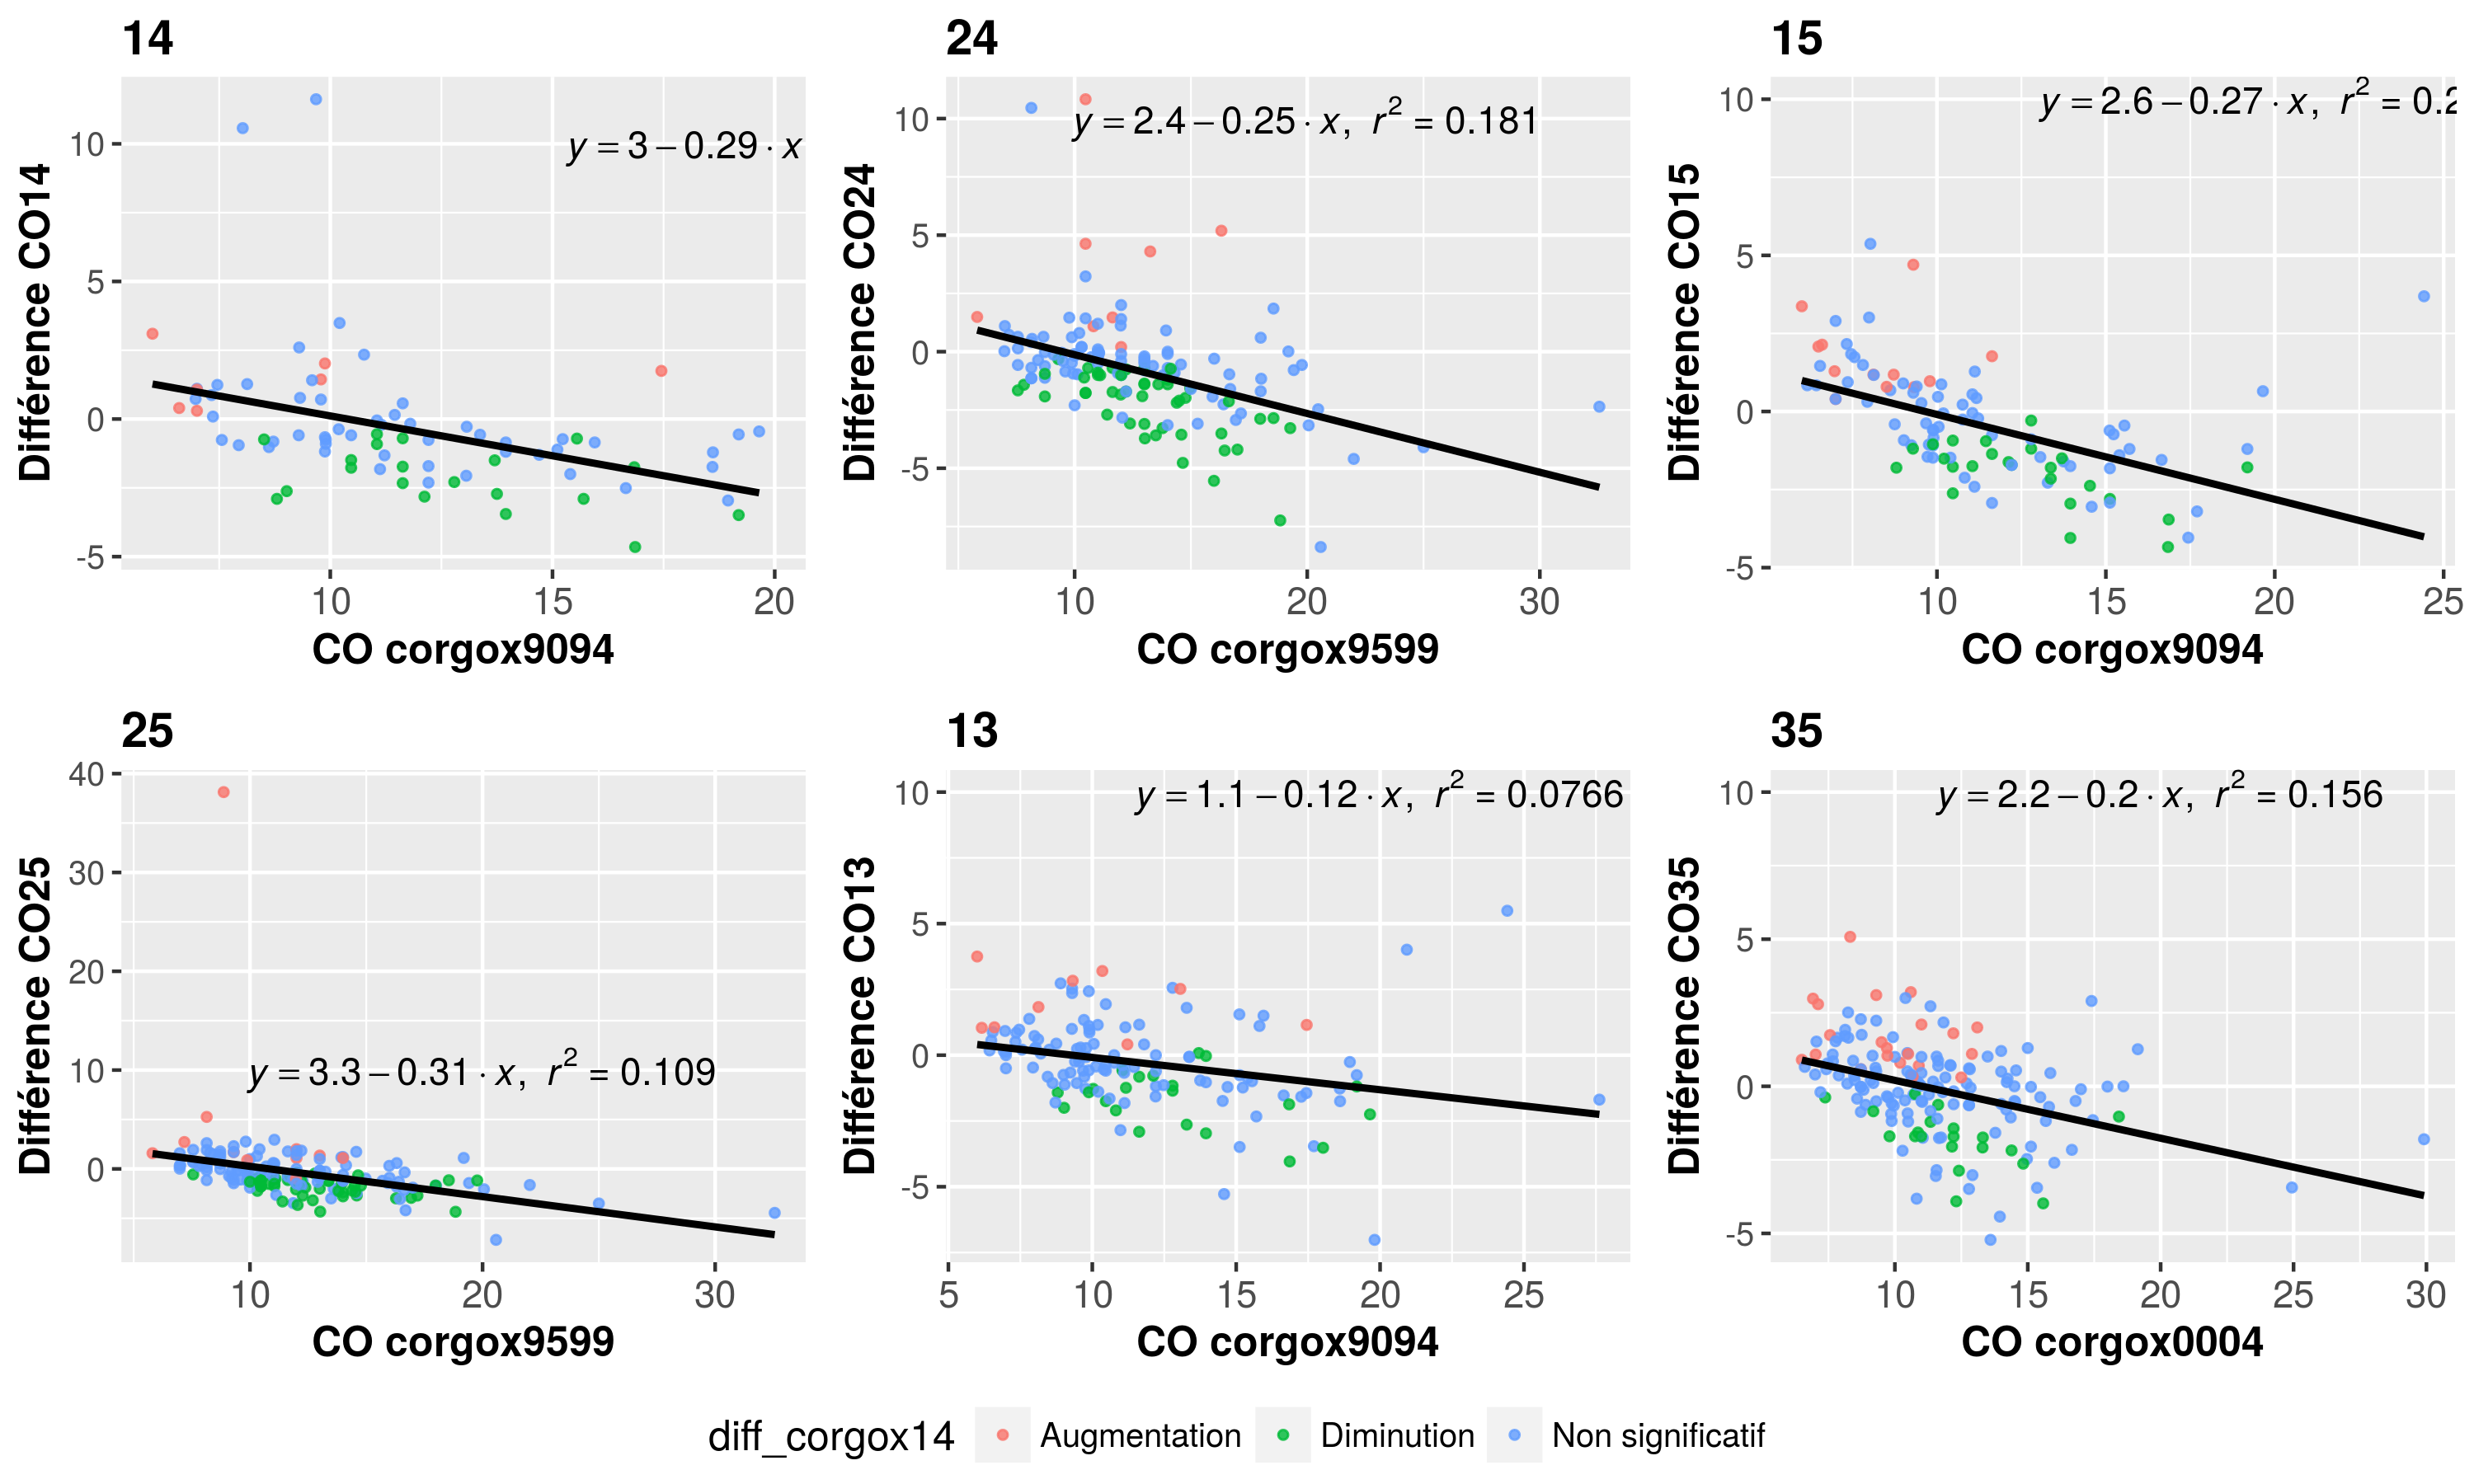 14
y = 3 − 0.29 · x
10
5
0
-5
10 15 20
Différence CO14
CO corgox9094
24
y = 2.4 − 0.25 · x, r² = 0.181
10
5
0
-5
10 20 30
Différence CO24
CO corgox9599
15
y = 2.6 − 0.27 · x, r² = 0.2
10
5
0
-5
10 15 20 25
Différence CO15
CO corgox9094
25
40
30
20
10
0
y = 3.3 − 0.31 · x, r² = 0.109
10 20 30
Différence CO25
CO corgox9599
13
y = 1.1 − 0.12 · x, r² = 0.0766
10
5
0
-5
5 10 15 20 25
Différence CO13
CO corgox9094
35
y = 2.2 − 0.2 · x, r² = 0.156
10
5
0
-5
10 15 20 25 30
Différence CO35
CO corgox0004
diff_corgox14 Augmentation Diminution Non significatif